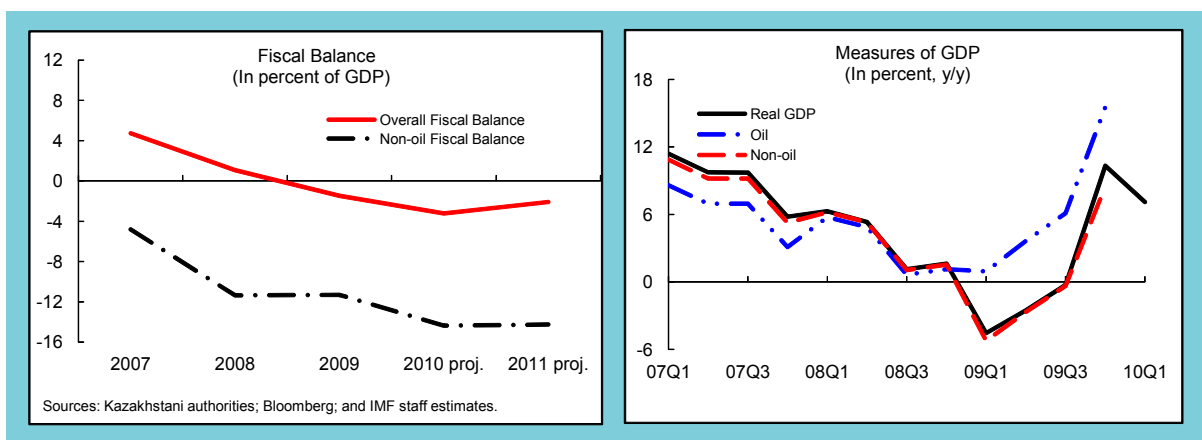 Fiscal Balance
(In percent of GDP)
12
8
4
0
-4
-8
-12
-16
Overall Fiscal Balance
Non-oil Fiscal Balance
2007 2008 2009 2010 proj. 2011 proj.
Sources: Kazakhstani authorities; Bloomberg; and IMF staff estimates.
Measures of GDP
(In percent, y/y)
18
12
6
0
-6
Real GDP
Oil
Non-oil
07Q1 07Q3 08Q1 08Q3 09Q1 09Q3 10Q1